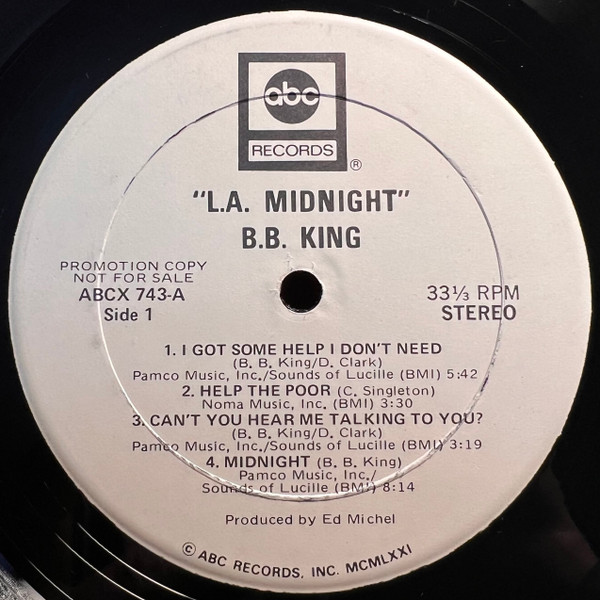 abc
RECORDS
®
"L.A. MIDNIGHT"
B.B. KING
PROMOTION COPY
NOT FOR SALE
ABCX 743-A
Side 1
33⅓ RPM
STEREO
1. I GOT SOME HELP I DON'T NEED
(B. B. King/D. Clark)
Pamco Music, Inc./Sounds of Lucille (BMI) 5:42
2. HELP THE POOR (C. Singleton)
Noma Music, Inc. (BMI) 3:30
3. CAN'T YOU HEAR ME TALKING TO YOU?
(B. B. King/D. Clark)
Pamco Music, Inc./Sounds of Lucille (BMI) 3:19
4. MIDNIGHT (B. B. King)
Pamco Music, Inc./
Sounds of Lucille (BMI) 8:14
Produced by Ed Michel
© ABC RECORDS, INC. MCMLXXI